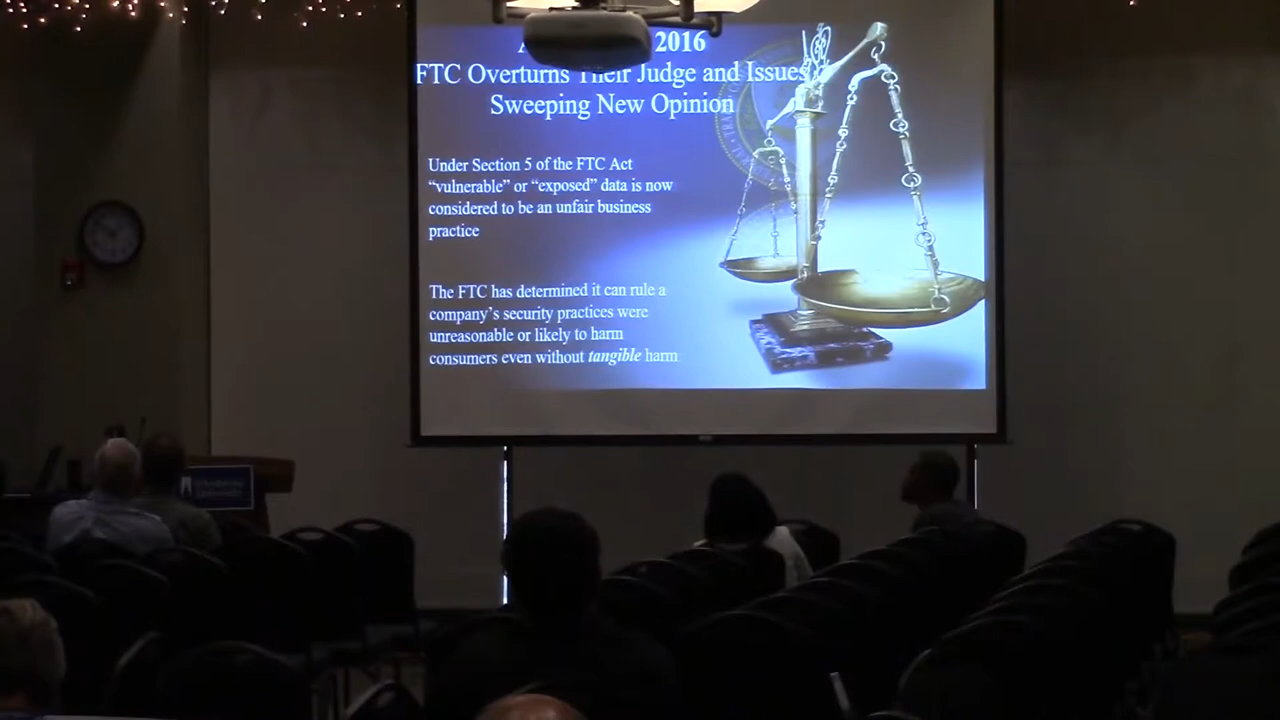 A 2016
FTC Overturns Their Judge and Issues
Sweeping New Opinion
Under Section 5 of the FTC Act
“vulnerable” or “exposed” data is now
considered to be an unfair business
practice
The FTC has determined it can rule a
company’s security practices were
unreasonable or likely to harm
consumers even without tangible harm